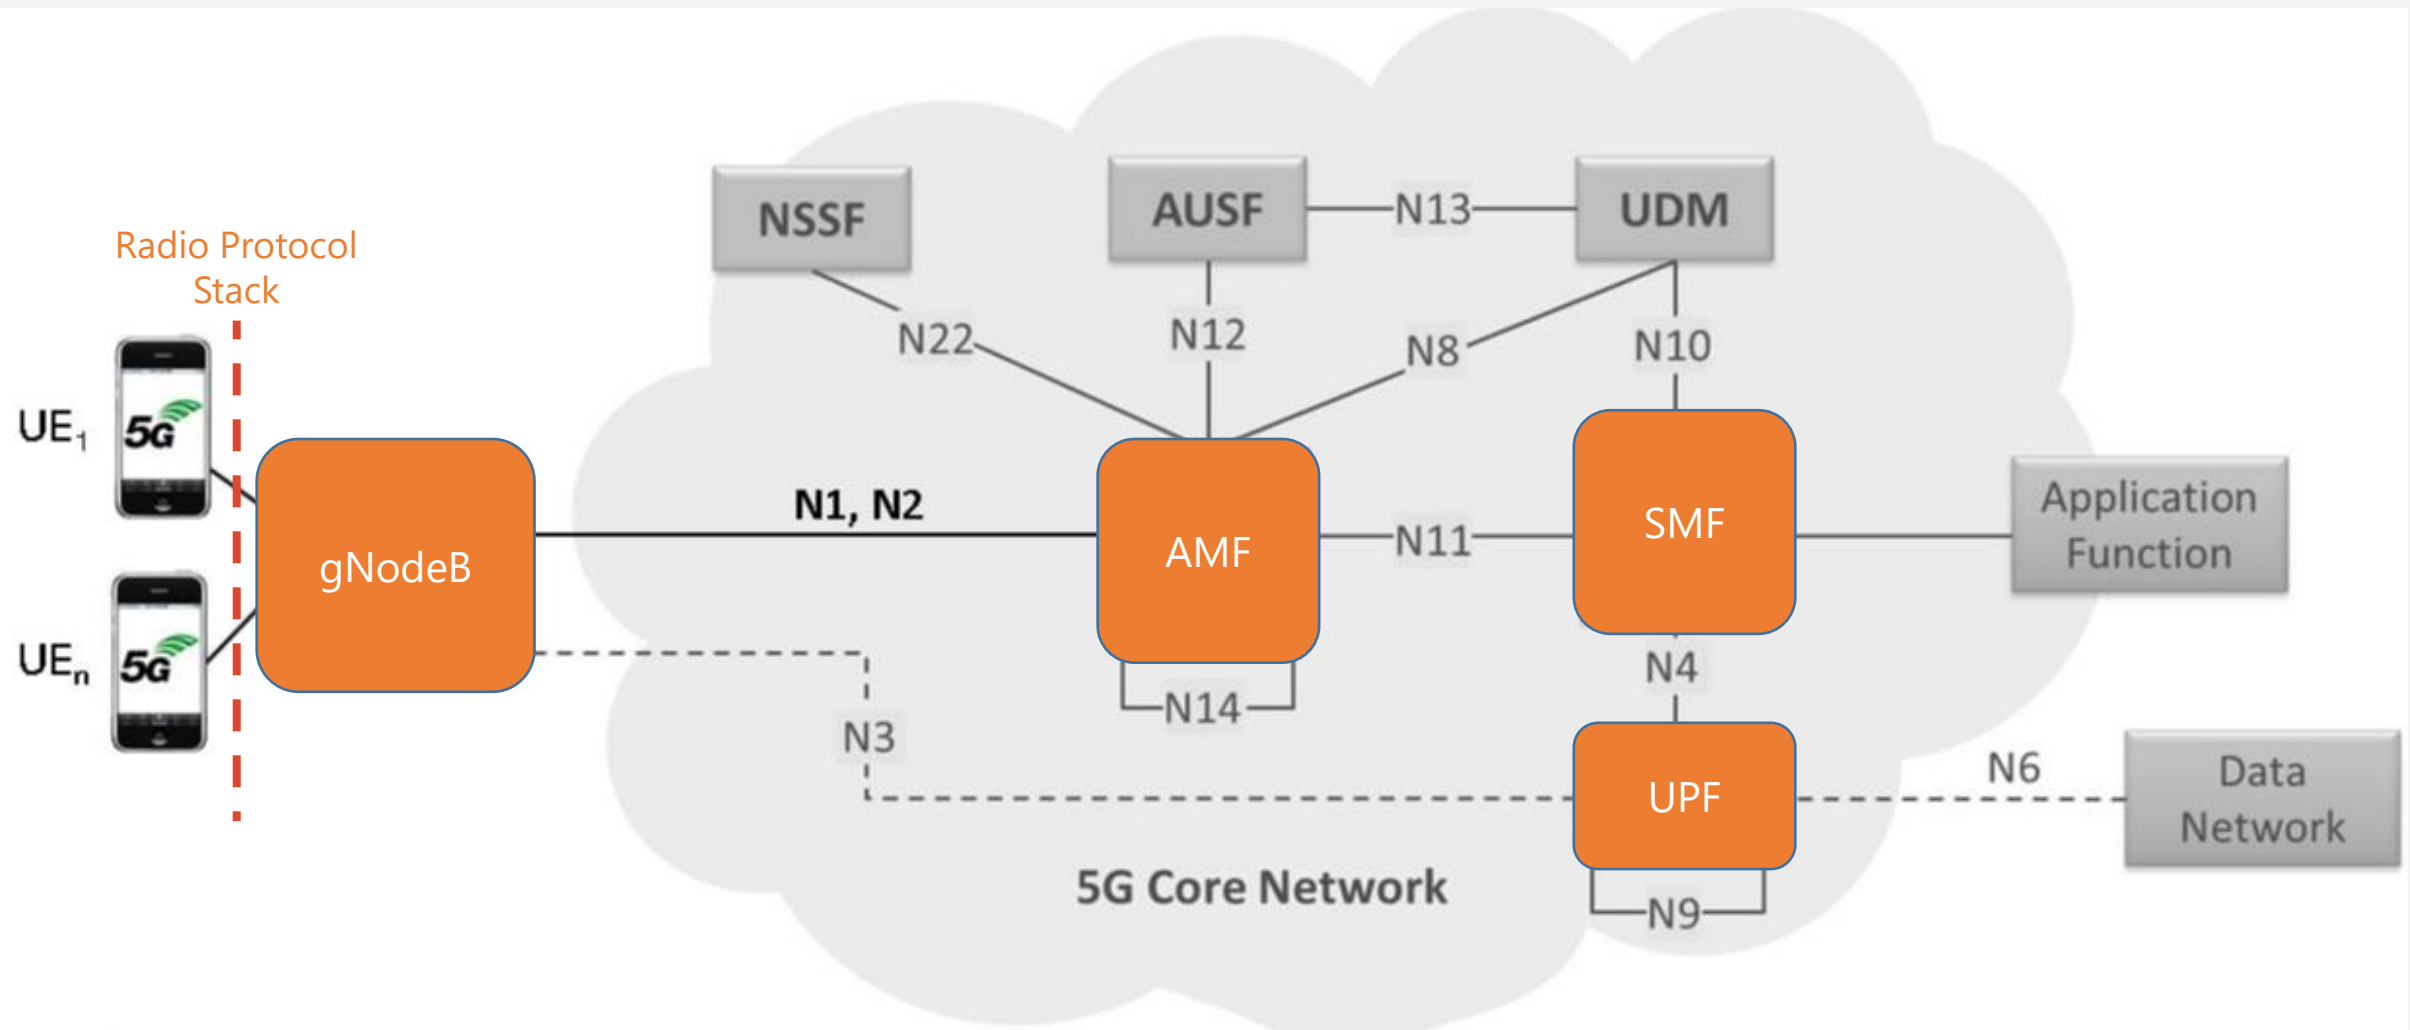 NSSF
AUSF
N13
UDM
Radio Protocol
Stack
N22
N12
N8
N10
UE1
5G
N1, N2
gNodeB
AMF
N11
SMF
Application
Function
UEn
5G
N14
N4
N3
UPF
N6
Data
Network
5G Core Network
N9